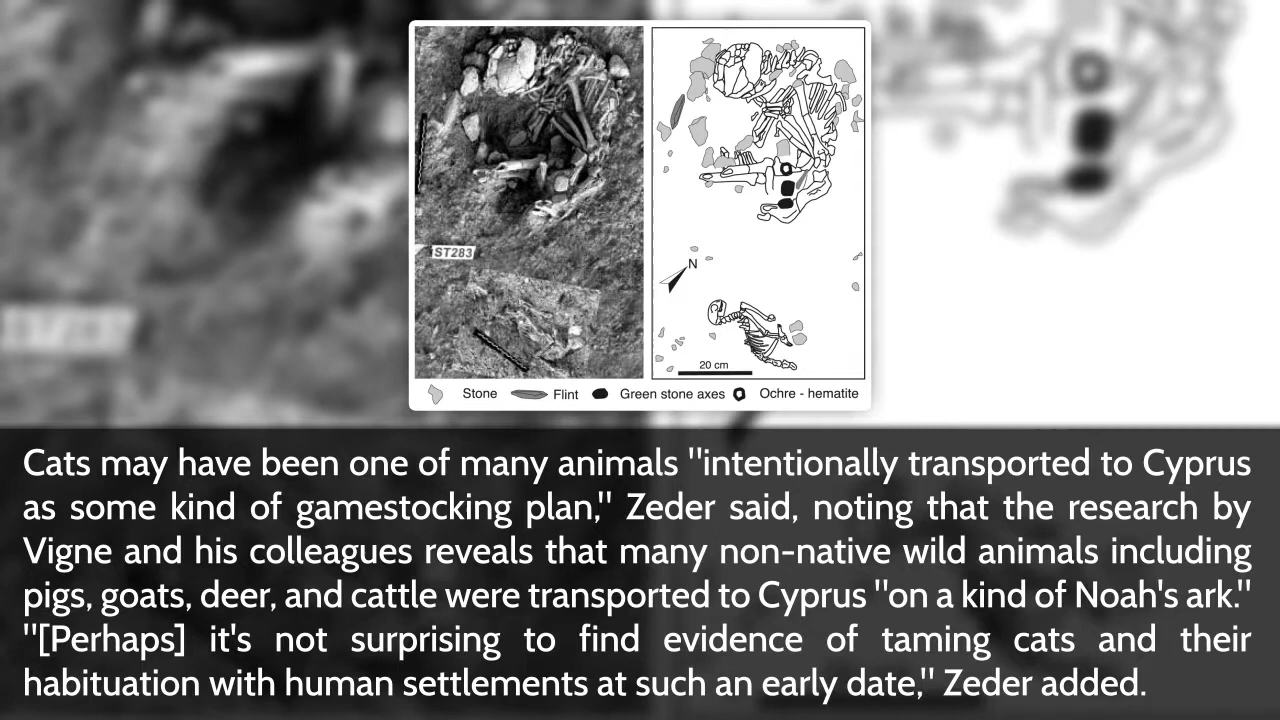 ST283
N
20 cm
Stone Flint Green stone axes Ochre - hematite
Cats may have been one of many animals "intentionally transported to Cyprus
as some kind of gamestocking plan," Zeder said, noting that the research by
Vigne and his colleagues reveals that many non-native wild animals including
pigs, goats, deer, and cattle were transported to Cyprus "on a kind of Noah's ark."
"[Perhaps] it's not surprising to find evidence of taming cats and their
habituation with human settlements at such an early date," Zeder added.